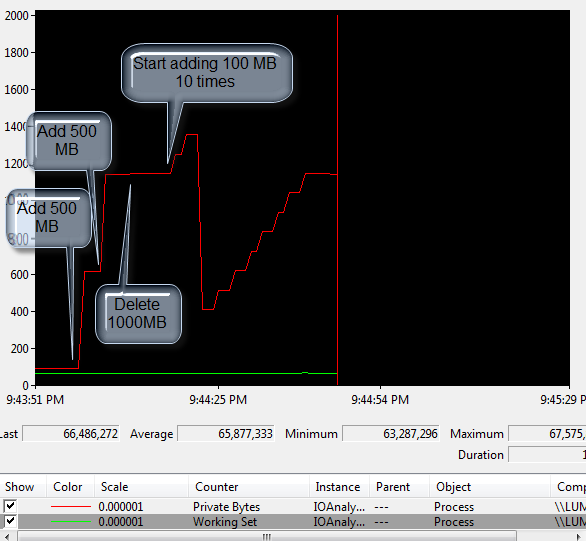 2000
1800
1600
Start adding 100 MB
10 times
1400
Add 500
MB
1200
Add 500
MB
800
600
Delete
1000MB
400
200
0
9:43:51 PM 9:44:25 PM 9:44:54 PM 9:45:29 P
Last 66,486,272 Average 65,877,333 Minimum 63,287,296 Maximum 67,575,
Duration 1
Show Color Scale Counter Instance Parent Object Comp
0.000001 Private Bytes IOAnaly... --- Process \\LUM
0.000001 Working Set IOAnaly... --- Process \\LUM